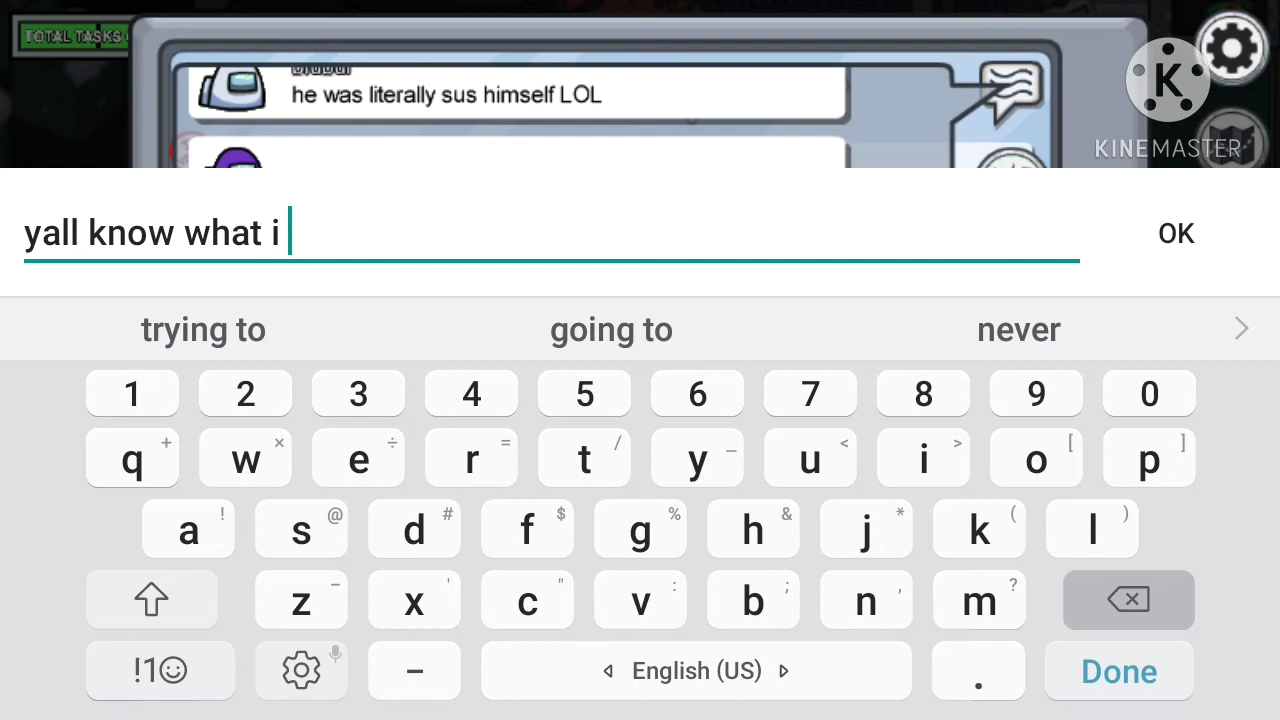 TOTAL TASKS
he was literally sus himself LOL
K
KINEMASTER
yall know what i
OK
trying to going to never
1 2 3 4 5 6 7 8 9 0
q + w × e ÷ r = t / y _ u < i > o [ p ]
a ! s @ d # f $ g % h & j * k ( l )
z - x ' c " v : b ; n , m ?
!1☺ - English (US) . Done